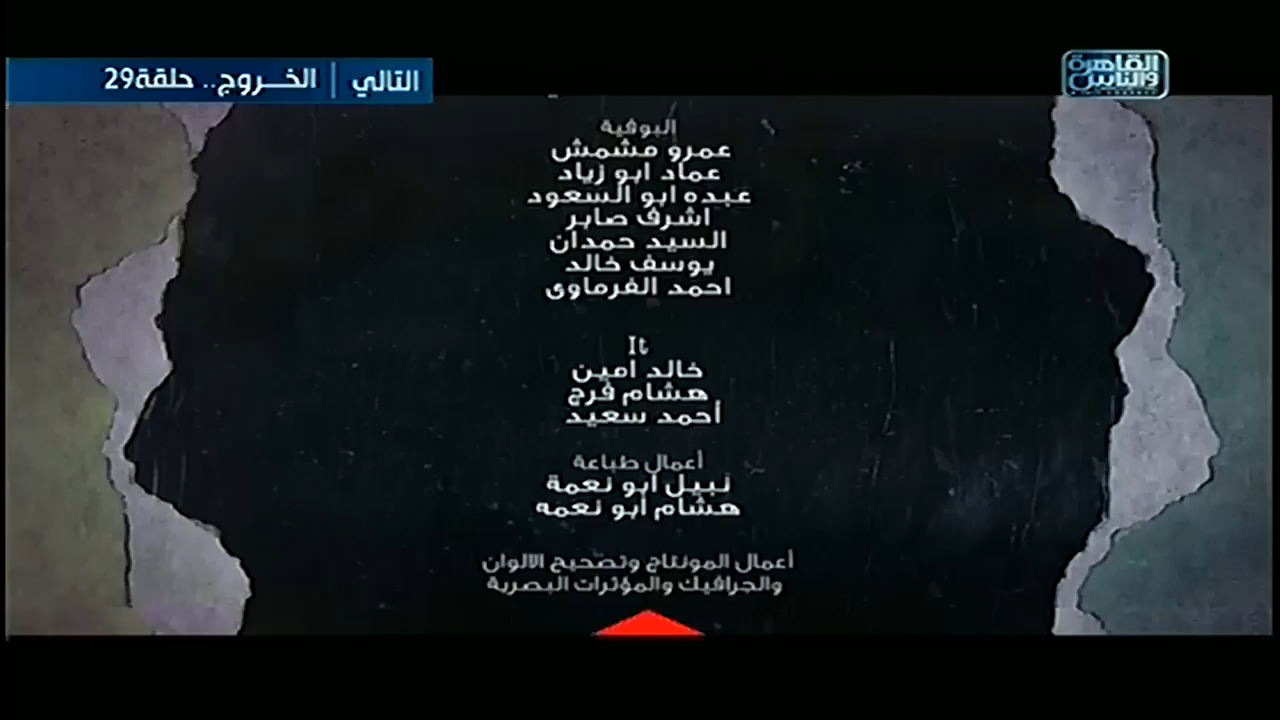 التالي | الخروج.. حلقة29
القاهرة
والناس
البوفية
عمرو مشمش
عماد ابو زياد
عبده ابو السعود
اشرف صابر
السيد حمدان
يوسف خالد
احمد الفرماوى
It
خالد امين
هشام فرج
أحمد سعيد
أعمال طباعة
نبيل ابو نعمة
هشام ابو نعمه
أعمال المونتاج وتصحيح الالوان
والجرافيك والمؤثرات البصرية